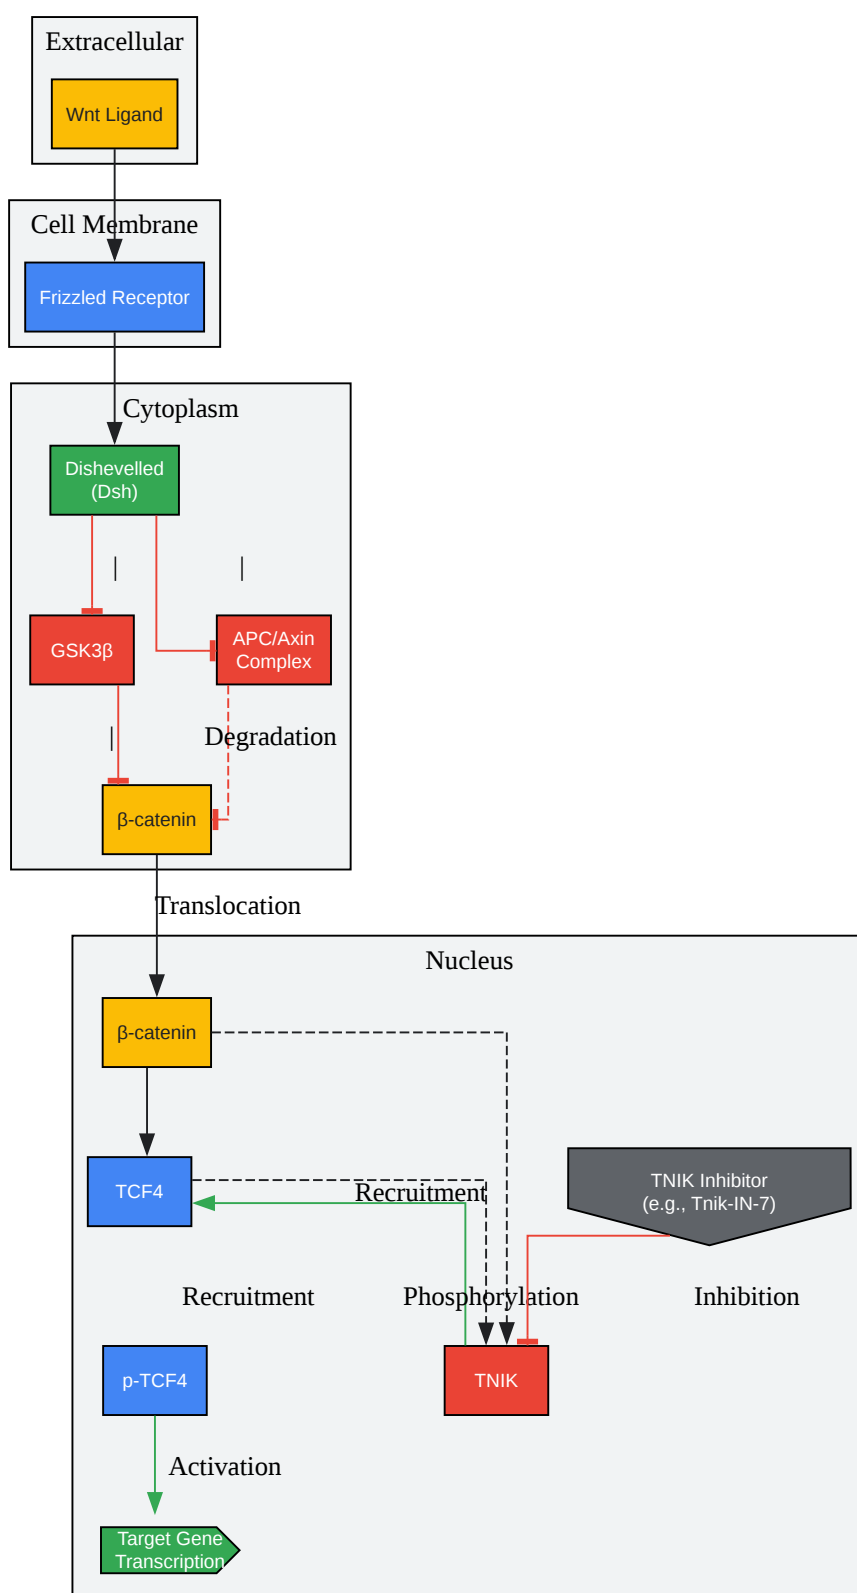 Extracellular
Wnt Ligand
Cell Membrane
Frizzled Receptor
Cytoplasm
Dishevelled
(Dsh)
|
|
GSK3β
APC/Axin
Complex
|
Degradation
β-catenin
Translocation
Nucleus
β-catenin
TCF4
Recruitment
TNIK Inhibitor
(e.g., Tnik-IN-7)
Recruitment
Phosphorylation
Inhibition
p-TCF4
TNIK
Activation
Target Gene
Transcription